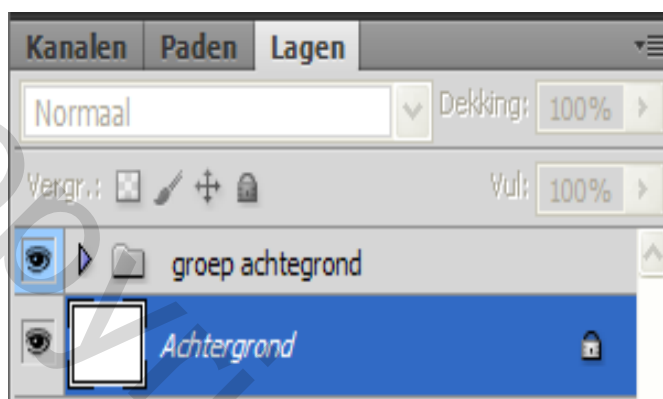 Kanalen Paden Lagen
Normaal Dekking: 100%
Vergr.: Vul: 100%
groep achtegrond
Achtergrond